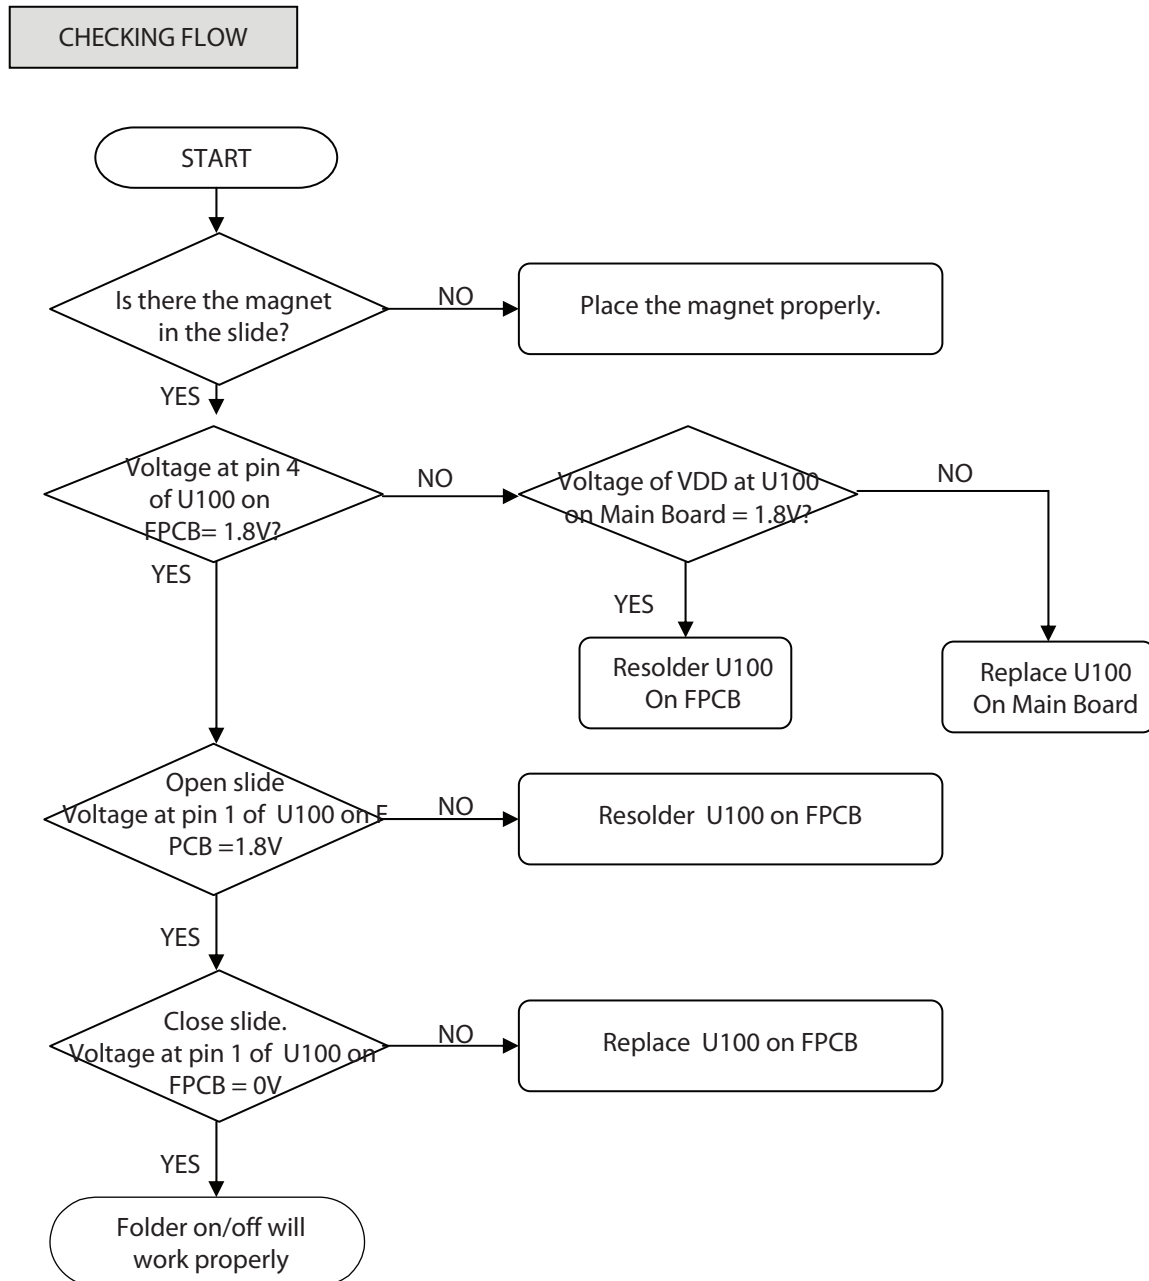 CHECKING FLOW
START
Is there the magnet
in the slide?
NO
Place the magnet properly.
YES
Voltage at pin 4
of U100 on
FPCB= 1.8V?
NO
Voltage of VDD at U100
on Main Board = 1.8V?
NO
YES
YES
Resolder U100
On FPCB
Replace U100
On Main Board
Open slide
Voltage at pin 1 of  U100 on F
PCB =1.8V
NO
Resolder  U100 on FPCB
YES
Close slide.
Voltage at pin 1 of  U100 on
FPCB = 0V
NO
Replace  U100 on FPCB
YES
Folder on/off will
work properly